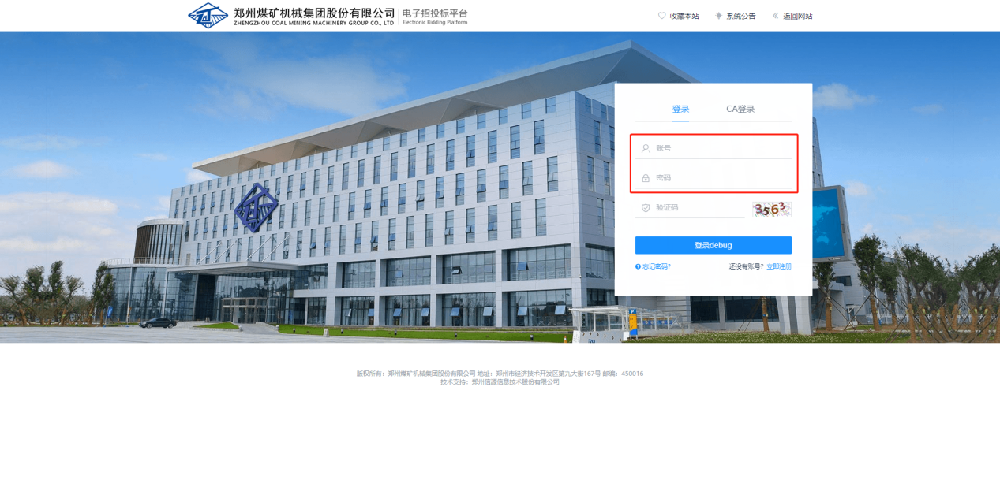 郑州煤矿机械集团股份有限公司
ZHENGZHOU COAL MINING MACHINERY GROUP CO., LTD
电子招投标平台
Electronic Bidding Platform
收藏本站 系统公告 返回网站
登录 CA登录
账号
密码
验证码 3563
登录debug
忘记密码? 还没有账号? 立即注册
版权所有：郑州煤矿机械集团股份有限公司 地址：郑州市经济技术开发区第九大街167号 邮编：450016
技术支持：郑州信源信息技术股份有限公司